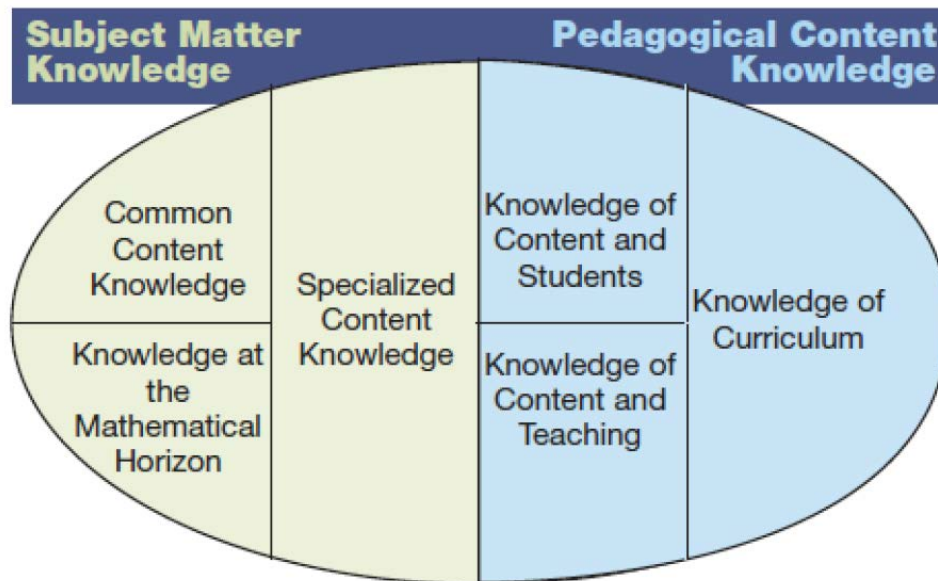 Subject Matter
Knowledge
Pedagogical Content
Knowledge
Common
Content
Knowledge
Knowledge at
the
Mathematical
Horizon
Specialized
Content
Knowledge
Knowledge of
Content and
Students
Knowledge of
Content and
Teaching
Knowledge of
Curriculum